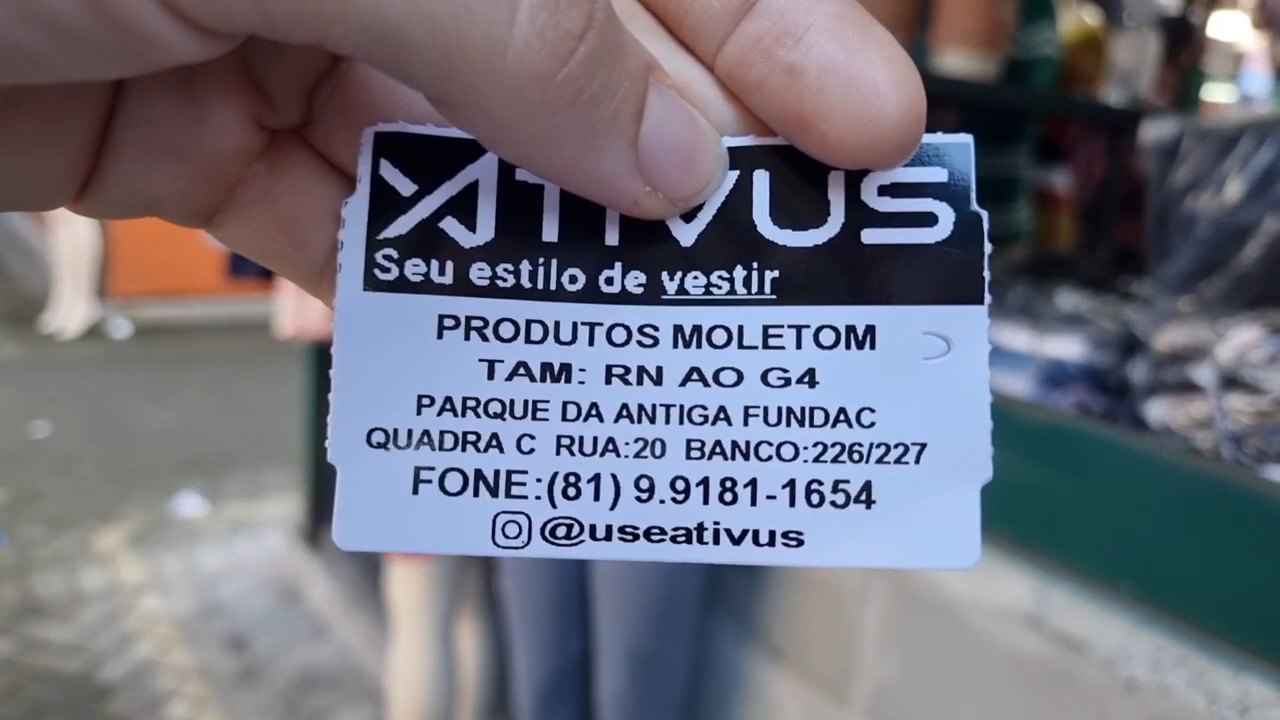 ATIVUS
Seu estilo de vestir
PRODUTOS MOLETOM
TAM: RN AO G4
PARQUE DA ANTIGA FUNDAC
QUADRA C RUA:20 BANCO:226/227
FONE:(81) 9.9181-1654
@useativus